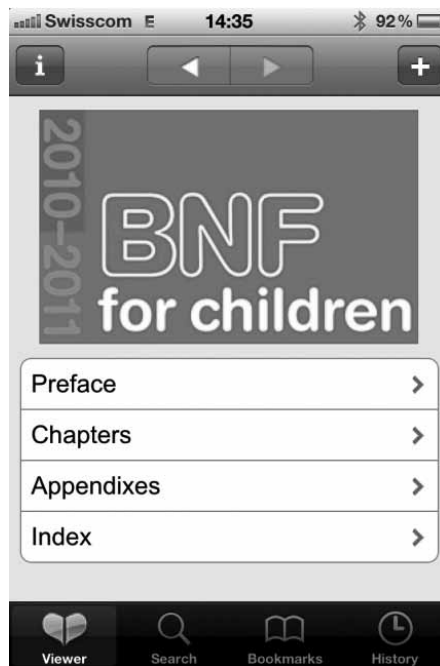 Swisscom E 14:35 92%
i +
2010–2011
BNF
for children
Preface
Chapters
Appendixes
Index
Viewer Search Bookmarks History